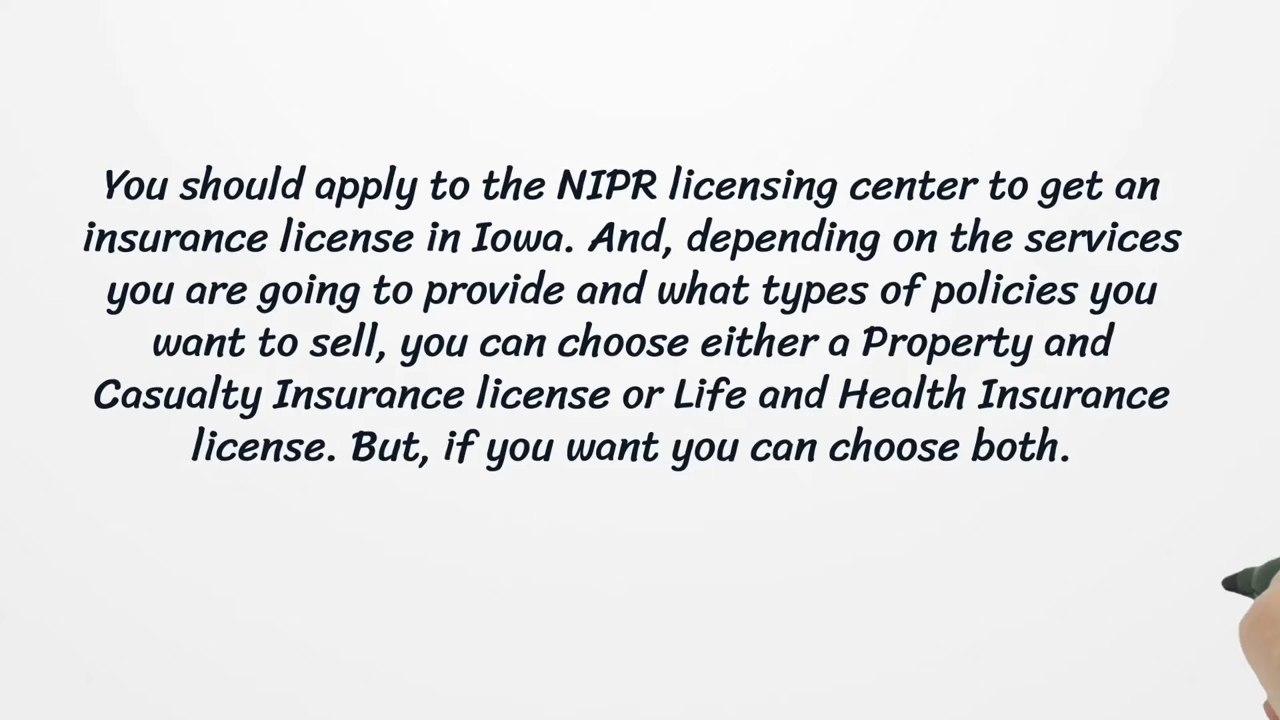 You should apply to the NIPR licensing center to get an
insurance license in Iowa. And, depending on the services
you are going to provide and what types of policies you
want to sell, you can choose either a Property and
Casualty Insurance license or Life and Health Insurance
license. But, if you want you can choose both.